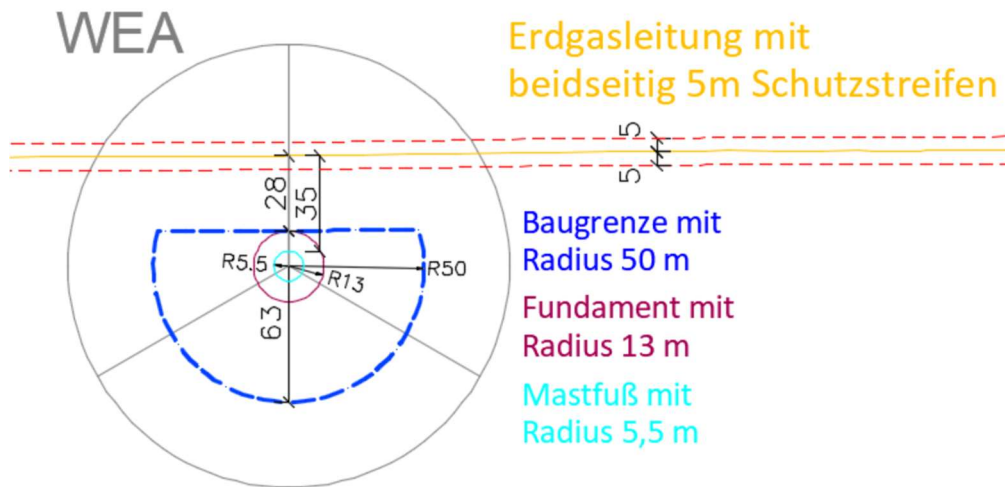 WEA
Erdgasleitung mit
beidseitig 5m Schutzstreifen
5
5
28
35
Baugrenze mit
Radius 50 m
R5.5
R13
R50
Fundament mit
Radius 13 m
63
Mastfuß mit
Radius 5,5 m